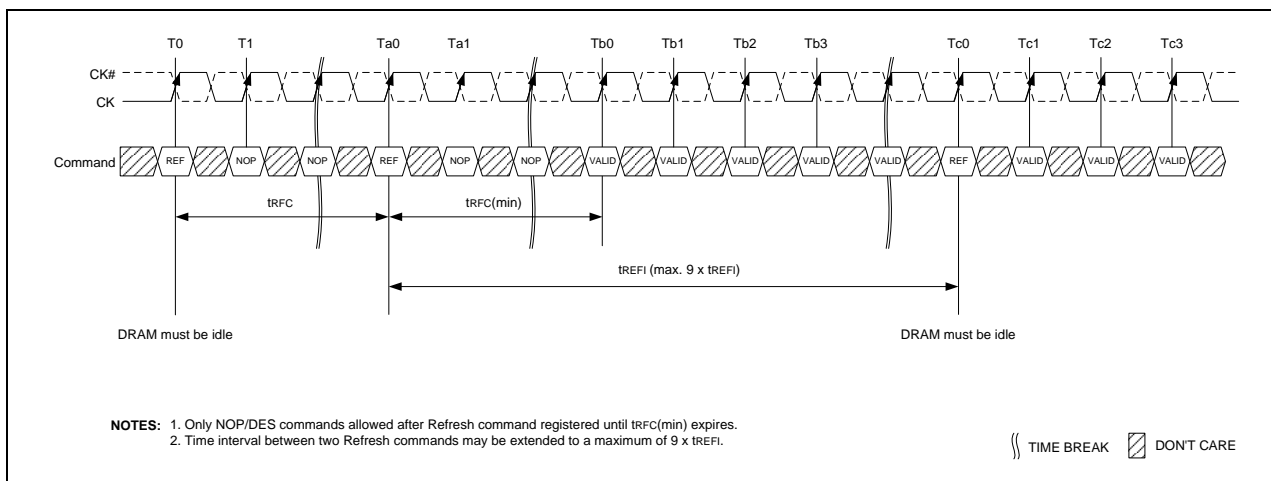 T0 T1 Ta0 Ta1 Tb0 Tb1 Tb2 Tb3 Tc0 Tc1 Tc2 Tc3
CK#
CK
Command REF NOP NOP REF NOP NOP VALID VALID VALID VALID VALID REF VALID VALID VALID
tRFC tRFC(min)
tREFI (max. 9 x tREFI)
DRAM must be idle DRAM must be idle
NOTES: 1. Only NOP/DES commands allowed after Refresh command registered until tRFC(min) expires.
2. Time interval between two Refresh commands may be extended to a maximum of 9 x tREFI.
TIME BREAK DON'T CARE